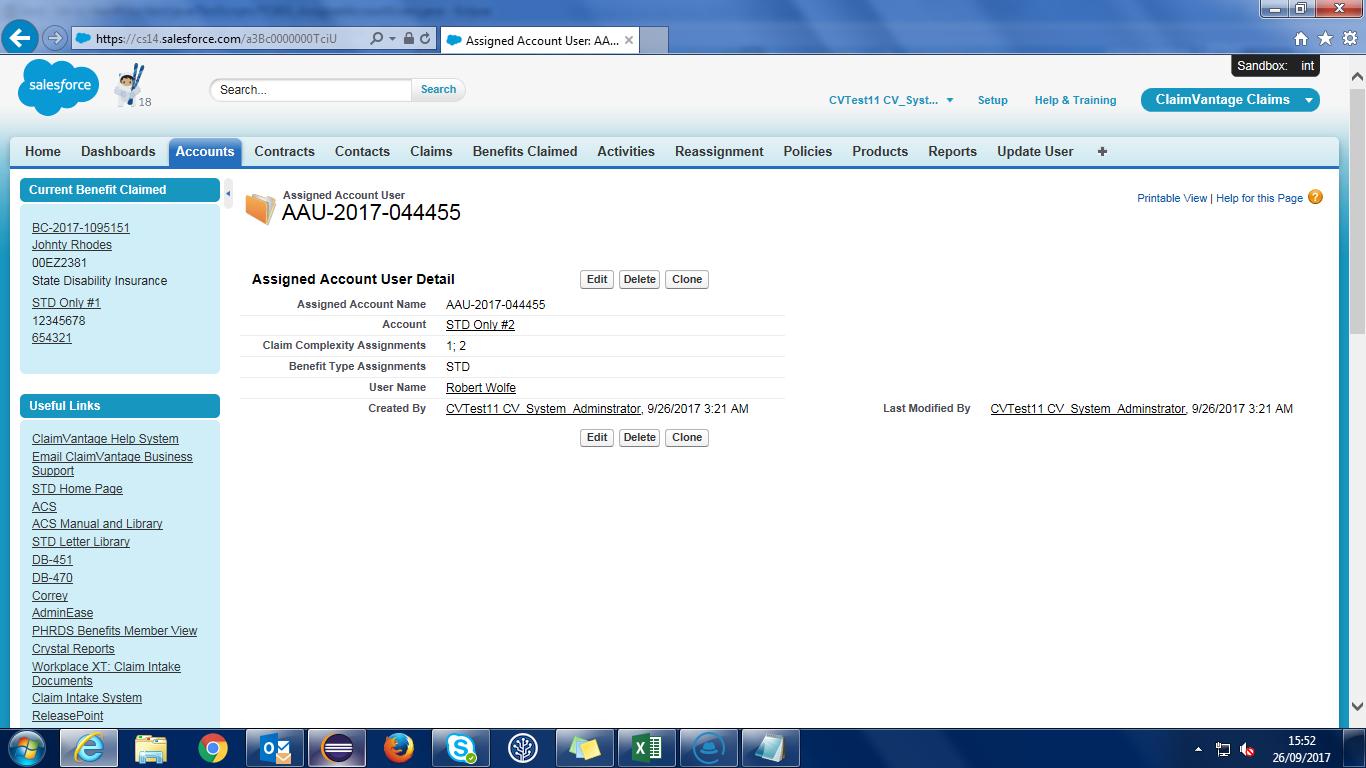 https://cs14.salesforce.com/a3Bc0000000TciU
Assigned Account User: AA...
Sandbox: int
salesforce
18
Search...
Search
CVTest11 CV_Syst...
Setup
Help & Training
ClaimVantage Claims
Home Dashboards Accounts Contracts Contacts Claims Benefits Claimed Activities Reassignment Policies Products Reports Update User +
Current Benefit Claimed
BC-2017-1095151
Johnty Rhodes
00EZ2381
State Disability Insurance
STD Only #1
12345678
654321
Useful Links
ClaimVantage Help System
Email ClaimVantage Business
Support
STD Home Page
ACS
ACS Manual and Library
STD Letter Library
DB-451
DB-470
Correy
AdminEase
PHRDS Benefits Member View
Crystal Reports
Workplace XT: Claim Intake
Documents
Claim Intake System
ReleasePoint
Assigned Account User
AAU-2017-044455
Printable View | Help for this Page ?
Assigned Account User Detail
Edit Delete Clone
Assigned Account Name AAU-2017-044455
Account STD Only #2
Claim Complexity Assignments 1; 2
Benefit Type Assignments STD
User Name Robert Wolfe
Created By CVTest11 CV_System_Adminstrator, 9/26/2017 3:21 AM
Last Modified By CVTest11 CV_System_Adminstrator, 9/26/2017 3:21 AM
Edit Delete Clone
15:52
26/09/2017